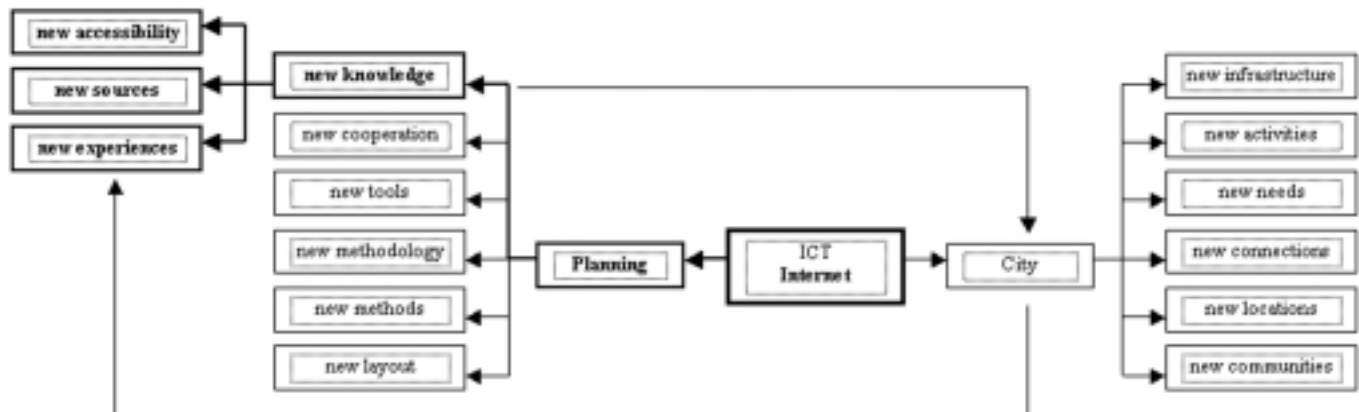 new accessibility
new sources
new experiences
new knowledge
new cooperation
new tools
new methodology
new methods
new layout
Planning
ICT
Internet
City
new infrastructure
new activities
new needs
new connections
new locations
new communities